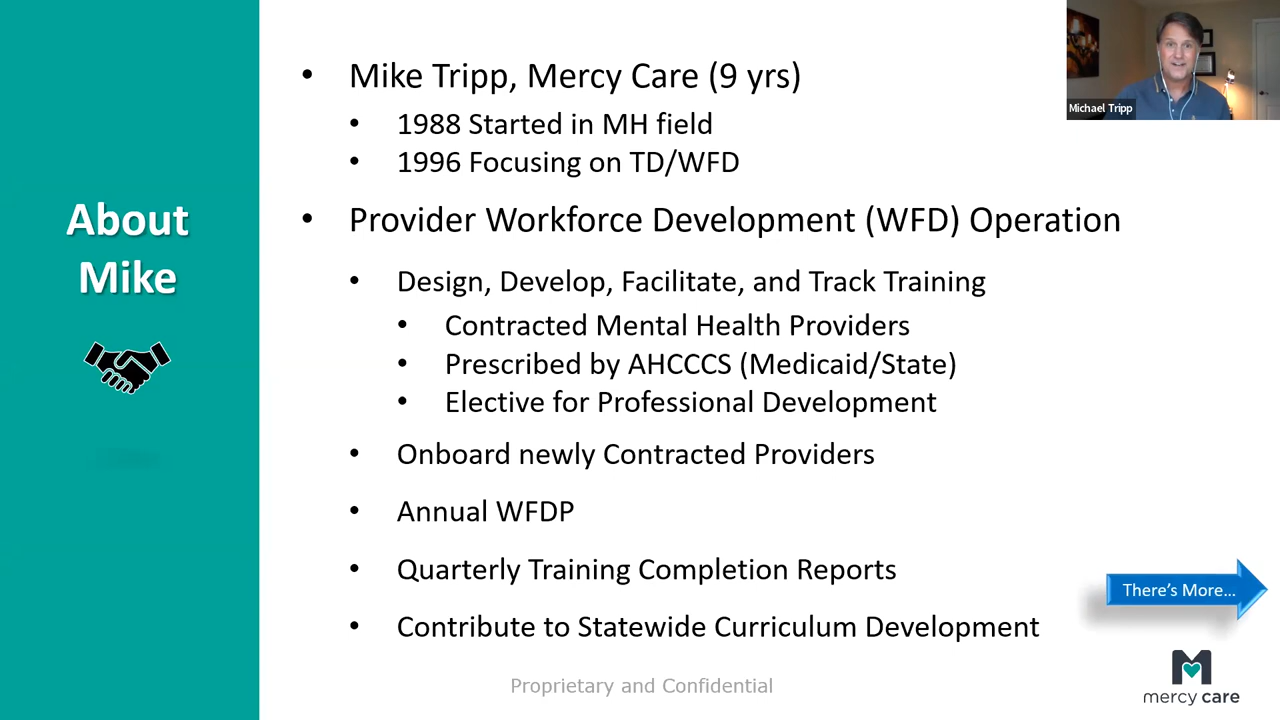 About
Mike
• Mike Tripp, Mercy Care (9 yrs)
• 1988 Started in MH field
• 1996 Focusing on TD/WFD
• Provider Workforce Development (WFD) Operation
• Design, Develop, Facilitate, and Track Training
• Contracted Mental Health Providers
• Prescribed by AHCCCS (Medicaid/State)
• Elective for Professional Development
• Onboard newly Contracted Providers
• Annual WFDP
• Quarterly Training Completion Reports
• Contribute to Statewide Curriculum Development
Michael Tripp
There's More...
Proprietary and Confidential
mercy care